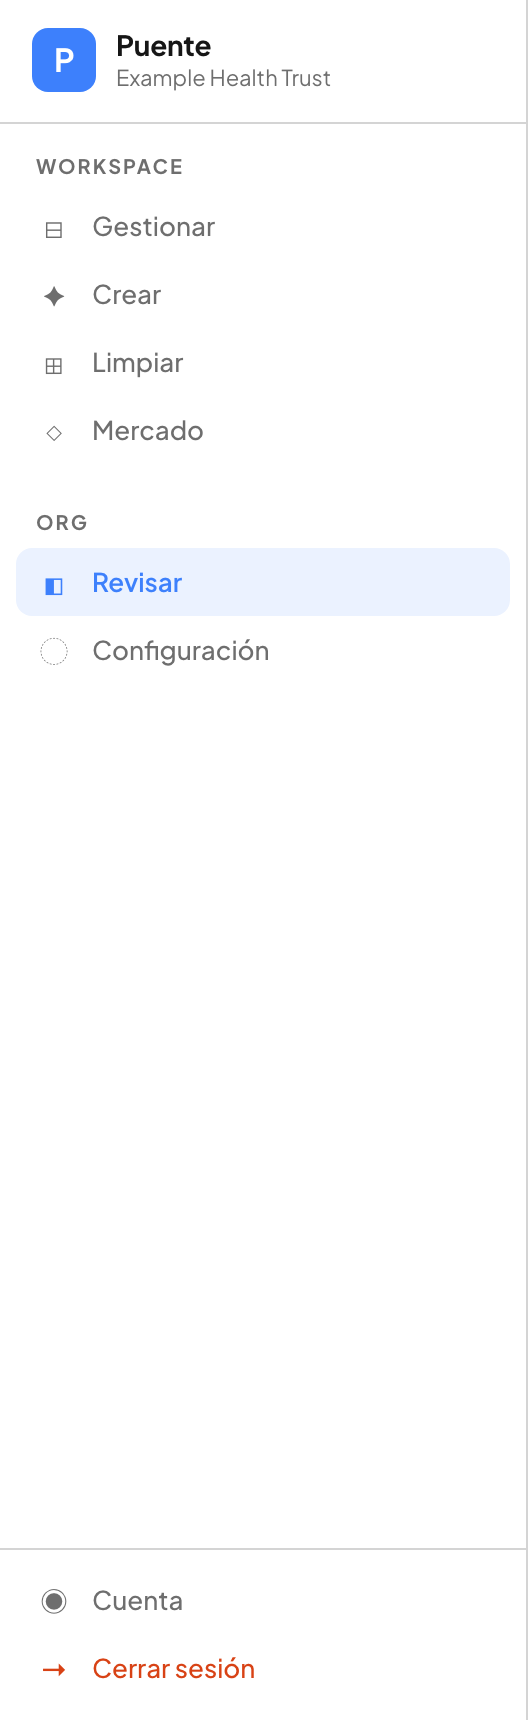 P
Puente
Example Health Trust
WORKSPACE
Gestionar
Crear
Limpiar
Mercado
ORG
Revisar
Configuración
Cuenta
Cerrar sesión